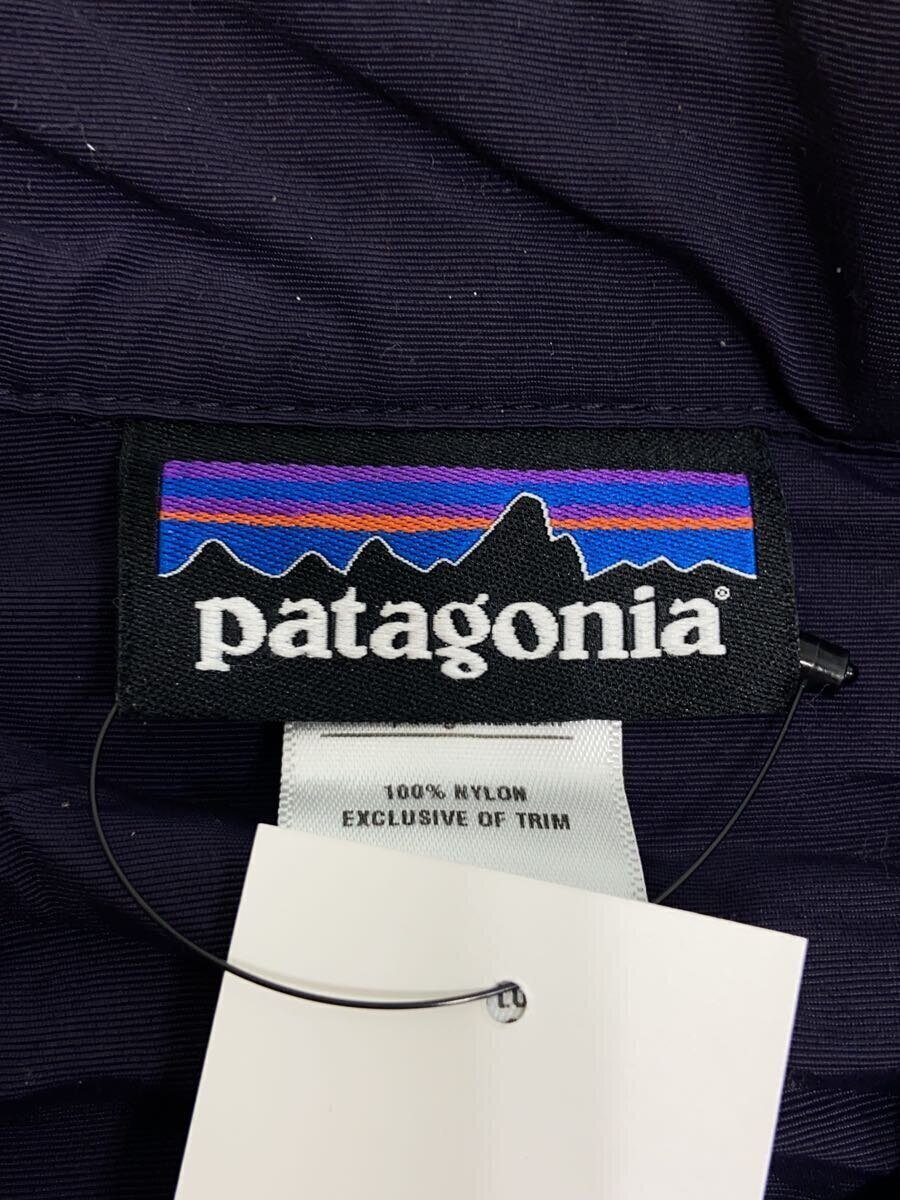 patagonia®
100% NYLON
EXCLUSIVE OF TRIM